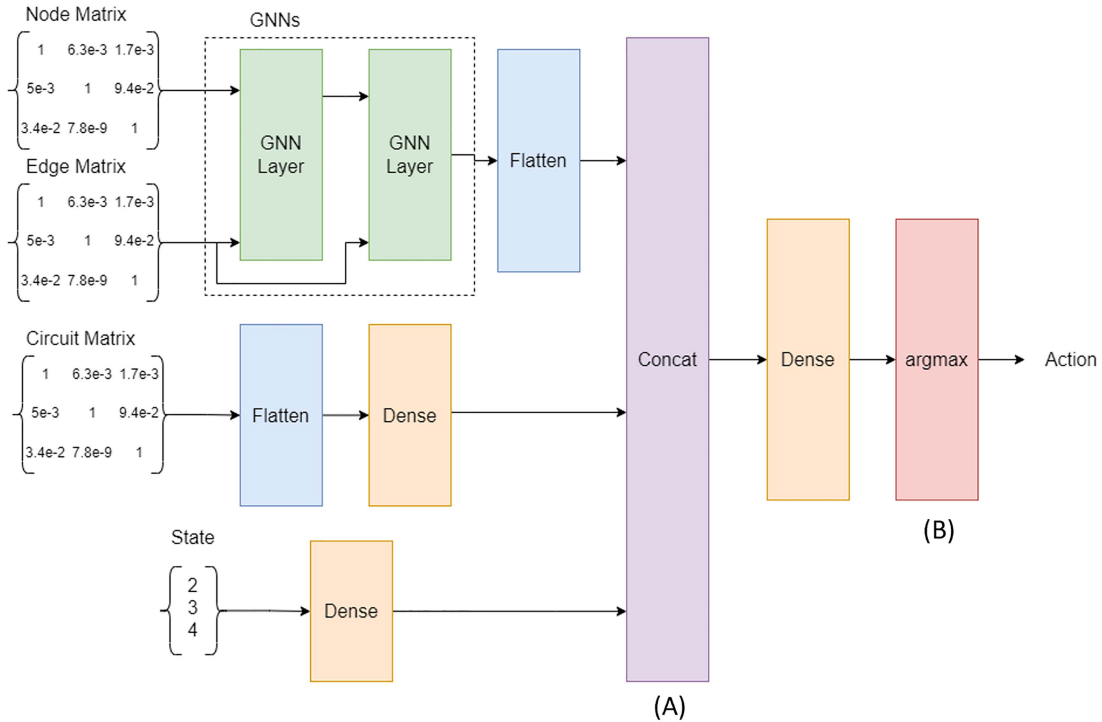 Node Matrix
1 6.3e-3 1.7e-3
5e-3 1 9.4e-2
3.4e-2 7.8e-9 1
Edge Matrix
1 6.3e-3 1.7e-3
5e-3 1 9.4e-2
3.4e-2 7.8e-9 1
GNNs
GNN
Layer
GNN
Layer
Flatten
Circuit Matrix
1 6.3e-3 1.7e-3
5e-3 1 9.4e-2
3.4e-2 7.8e-9 1
Flatten
Dense
State
2
3
4
Dense
Concat
(A)
Dense
argmax
(B)
Action